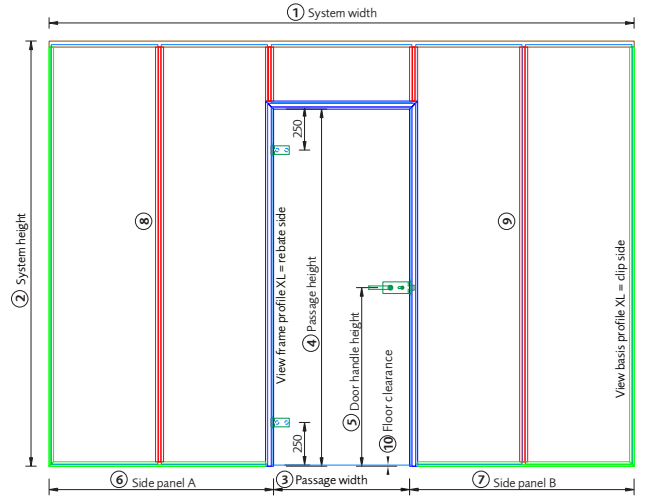 ① System width
② System height
250
⑧
⑨
View frame profile XL = rebate side
④ Passage height
⑤ Door handle height
⑩ Floor clearance
View basis profile XL = clip side
250
⑥ Side panel A
③ Passage width
⑦ Side panel B